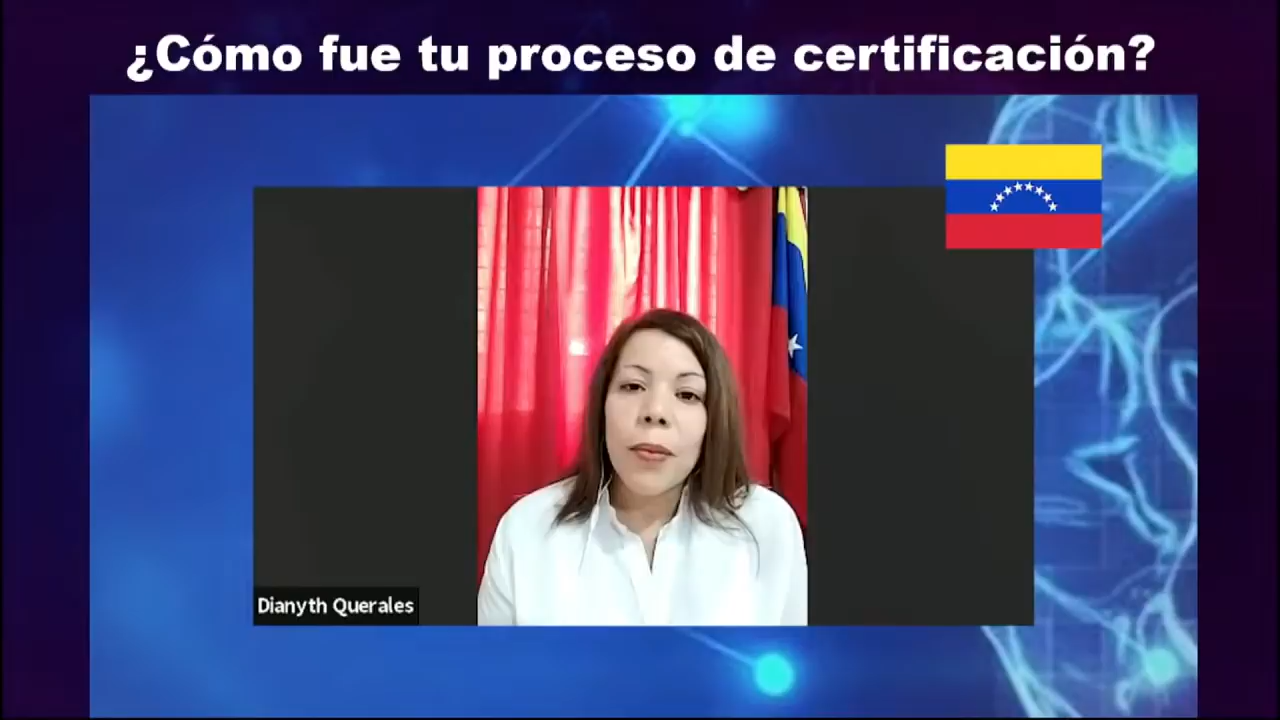 ¿Cómo fue tu proceso de certificación?
Dianyth Querales